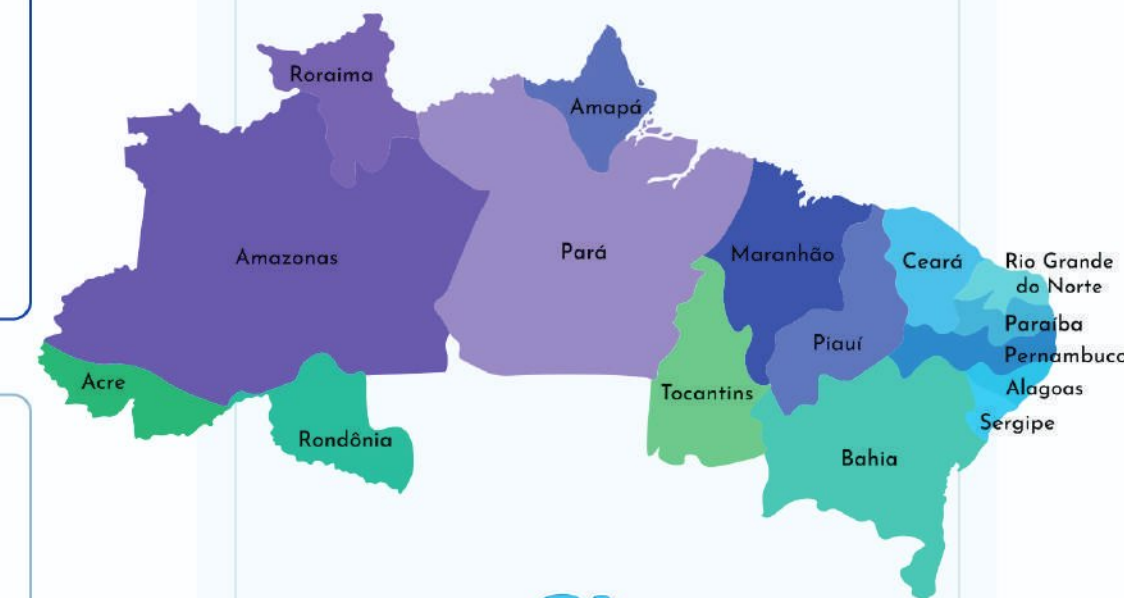 Roraima
Amapá
Amazonas
Pará
Maranhão
Ceará
Rio Grande
do Norte
Paraíba
Piauí
Pernambuco
Acre
Tocantins
Alagoas
Sergipe
Rondônia
Bahia